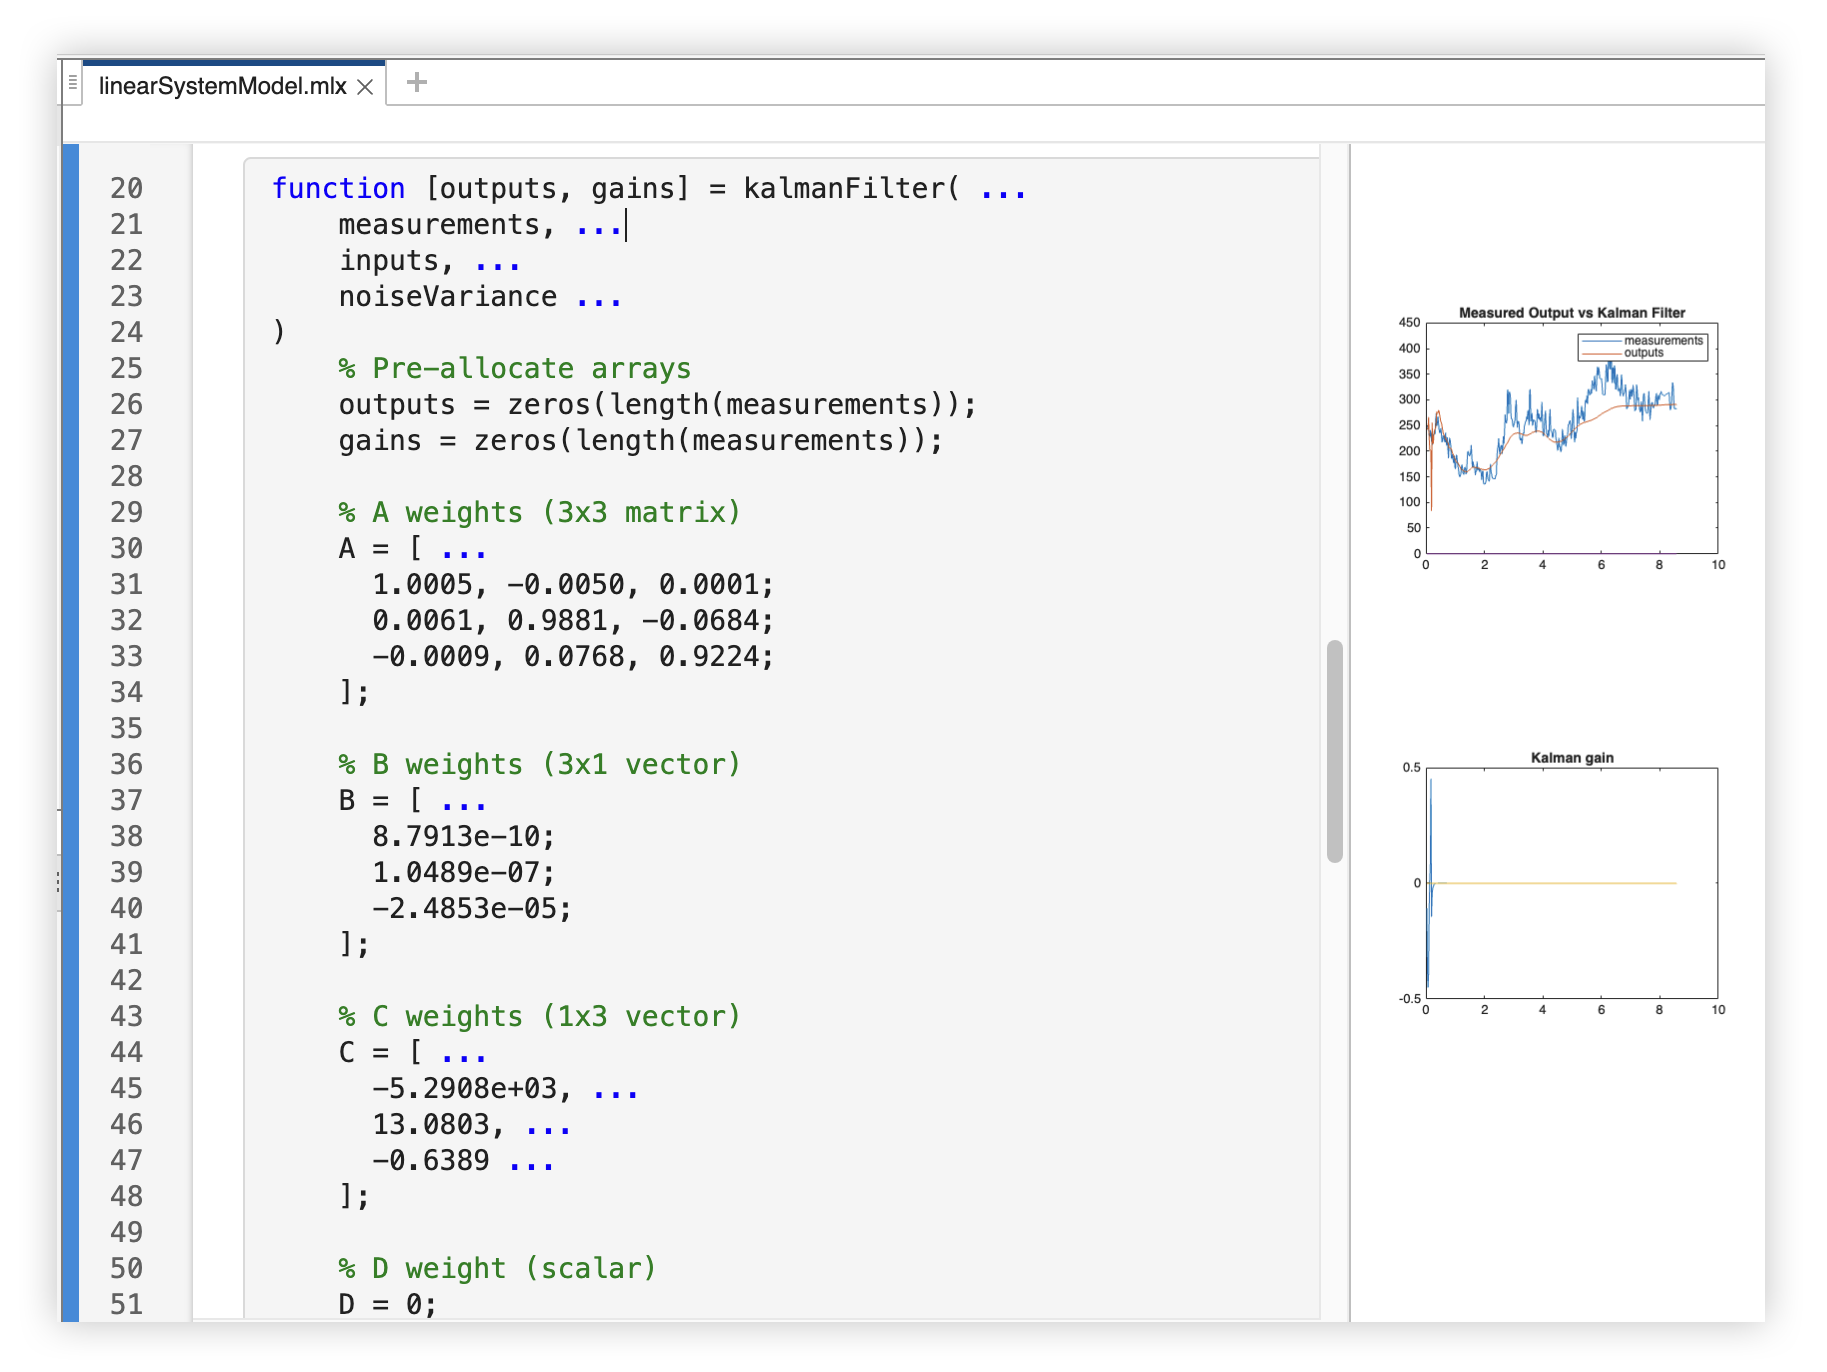 linearSystemModel.mlx
20 function [outputs, gains] = kalmanFilter( ...
21 measurements, ...
22 inputs, ...
23 noiseVariance ...
24 )
25 % Pre-allocate arrays
26 outputs = zeros(length(measurements));
27 gains = zeros(length(measurements));
28
29 % A weights (3x3 matrix)
30 A = [ ...
31 1.0005, -0.0050, 0.0001;
32 0.0061, 0.9881, -0.0684;
33 -0.0009, 0.0768, 0.9224;
34 ];
35
36 % B weights (3x1 vector)
37 B = [ ...
38 8.7913e-10;
39 1.0489e-07;
40 -2.4853e-05;
41 ];
42
43 % C weights (1x3 vector)
44 C = [ ...
45 -5.2908e+03, ...
46 13.0803, ...
47 -0.6389 ...
48 ];
49
50 % D weight (scalar)
51 D = 0;
Measured Output vs Kalman Filter
measurements
outputs
450
400
350
300
250
200
150
100
50
0
0 2 4 6 8 10
Kalman gain
0.5
0
-0.5
0 2 4 6 8 10